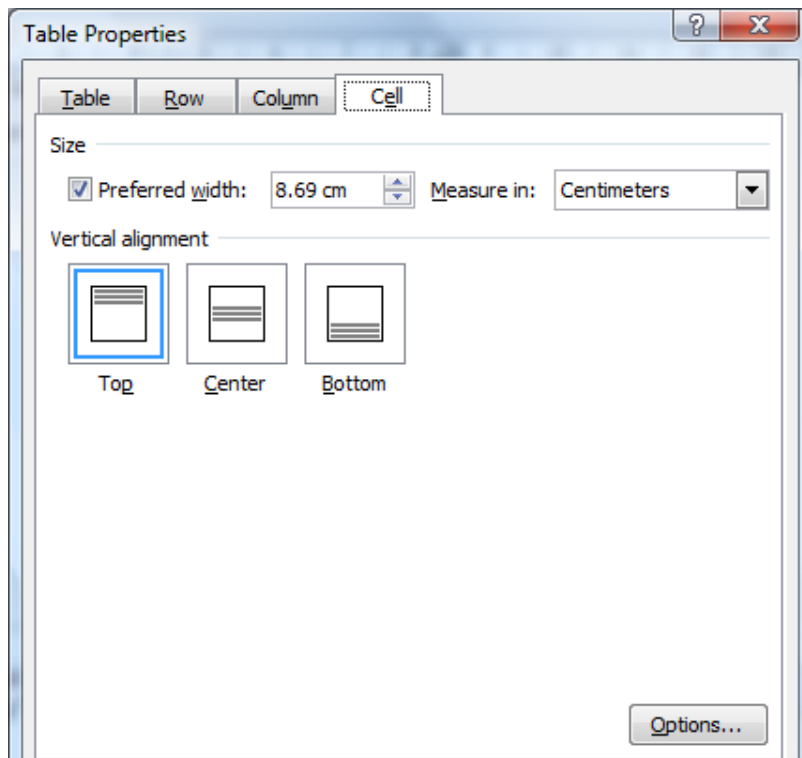 Table Properties
? X
Table Row Column Cell
Size
Preferred width: 8.69 cm Measure in: Centimeters
Vertical alignment
Top Center Bottom
Options...